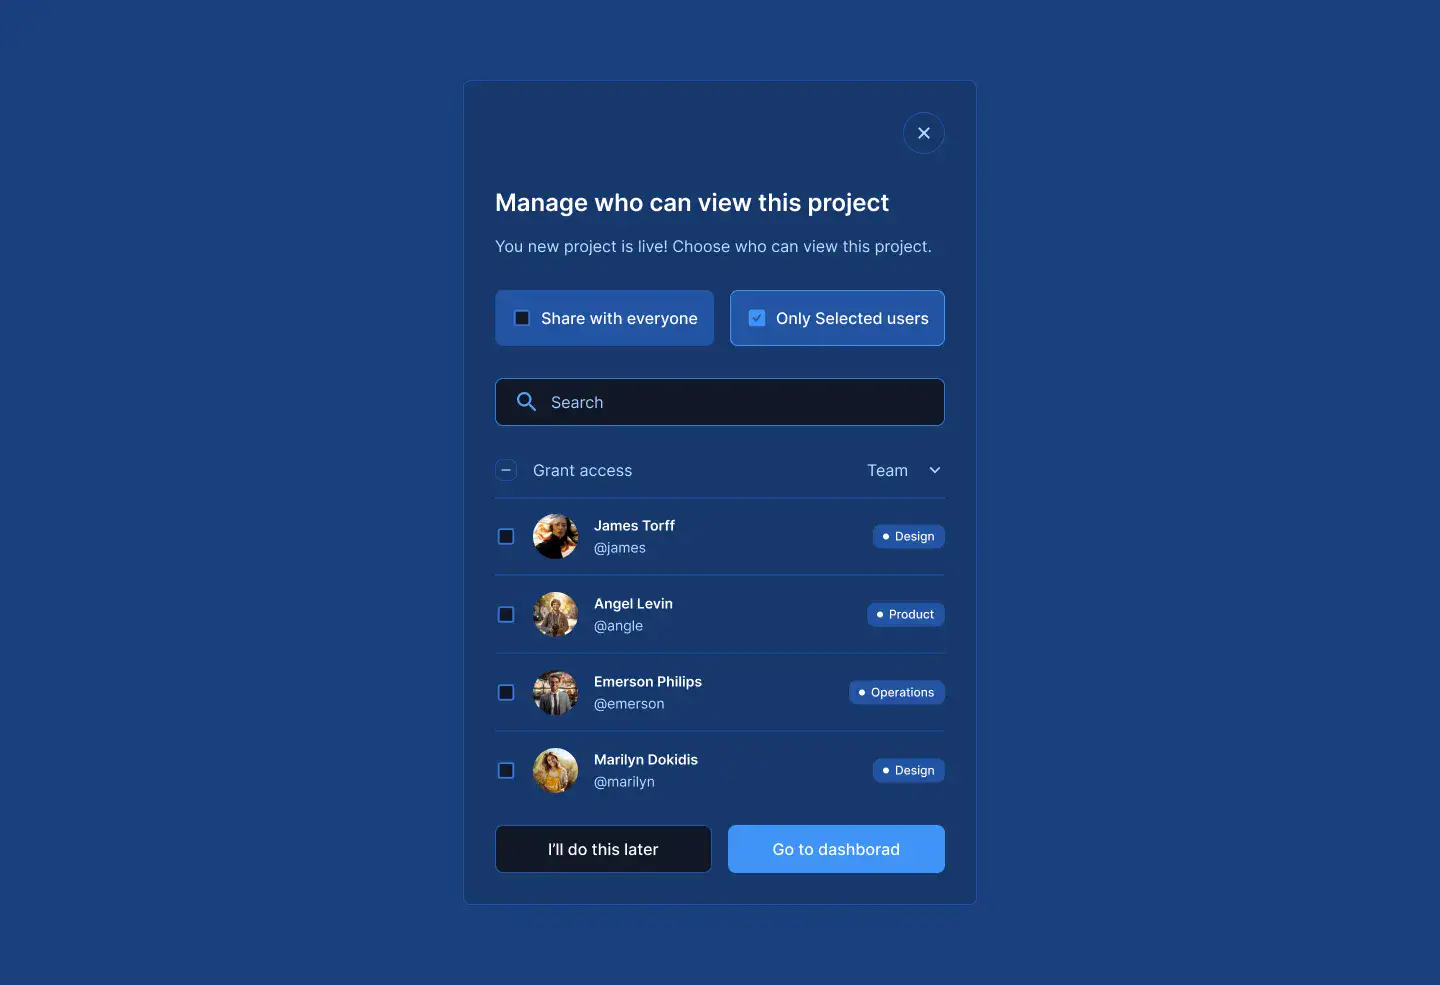 Manage who can view this project
You new project is live! Choose who can view this project.
Share with everyone
Only Selected users
Search
Grant access
Team
James Torff
@james
Design
Angel Levin
@angle
Product
Emerson Philips
@emerson
Operations
Marilyn Dokidis
@marilyn
Design
I’ll do this later
Go to dashborad